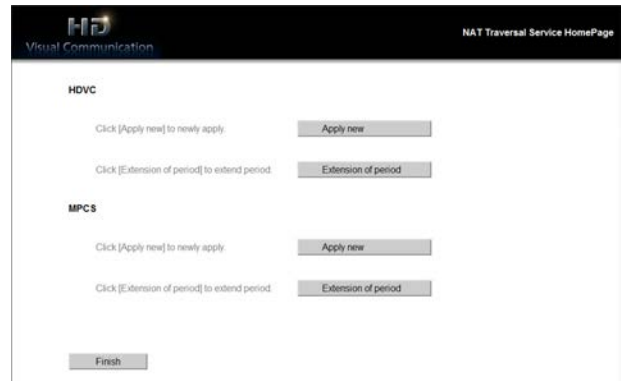 HD
Visual Communication
NAT Traversal Service HomePage
HDVC
Click [Apply new] to newly apply. Apply new
Click [Extension of period] to extend period. Extension of period
MPCS
Click [Apply new] to newly apply. Apply new
Click [Extension of period] to extend period. Extension of period
Finish